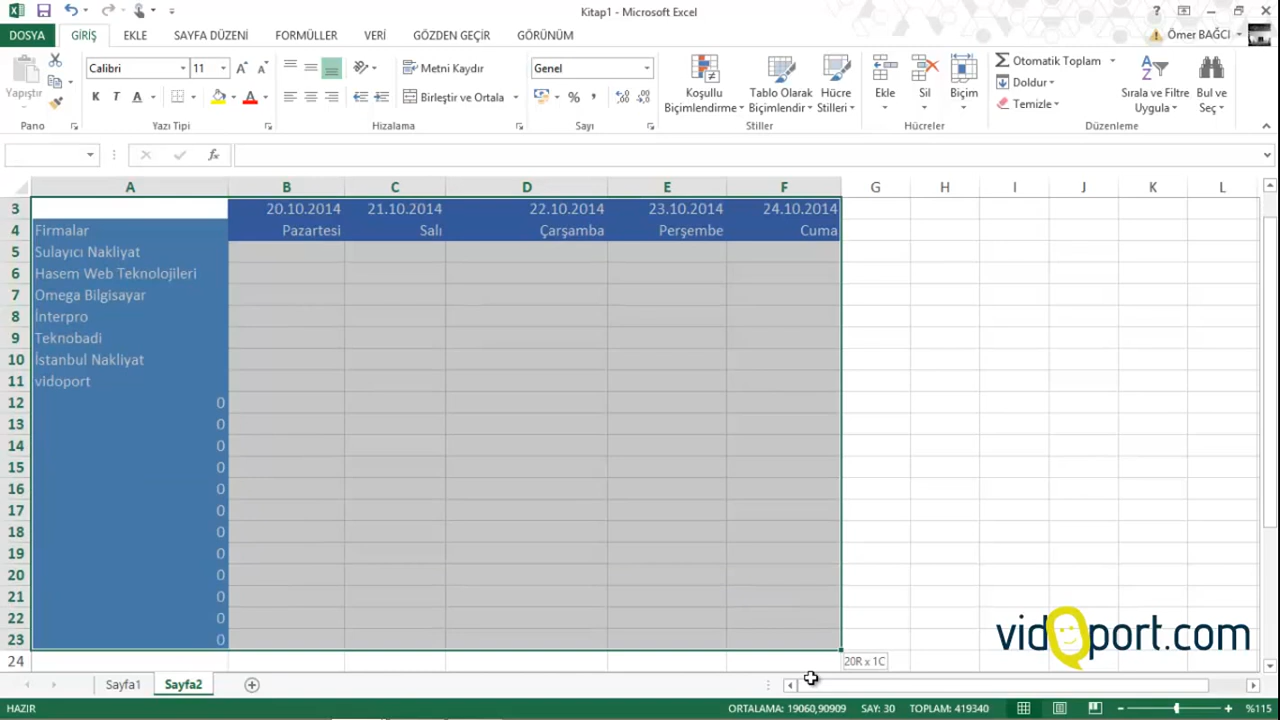 Kitap1 - Microsoft Excel
?
DOSYA GİRİŞ EKLE SAYFA DÜZENİ FORMÜLLER VERİ GÖZDEN GEÇİR GÖRÜNÜM Ömer BAĞCI
Yapıştır
Pano
Calibri 11
K T A
Yazı Tipi
Metni Kaydır
Birleştir ve Ortala
Hizalama
Genel
%
Sayı
Koşullu Biçimlendirme
Tablo Olarak Biçimlendir
Hücre Stilleri
Stiller
Ekle
Sil
Biçim
Hücreler
Otomatik Toplam
Doldur
Temizle
Sırala ve Filtre Uygula
Bul ve Seç
Düzenleme
fx
A B C D E F G H I J K L
3 20.10.2014 21.10.2014 22.10.2014 23.10.2014 24.10.2014
4 Firmalar Pazartesi Salı Çarşamba Perşembe Cuma
5 Sulayıcı Nakliyat
6 Hasem Web Teknolojileri
7 Omega Bilgisayar
8 İnterpro
9 Teknobadi
10 İstanbul Nakliyat
11 vidoport
12 0
13 0
14 0
15 0
16 0
17 0
18 0
19 0
20 0
21 0
22 0
23 0
24
20R x 1C
vidoport.com
Sayfa1 Sayfa2
HAZIR ORTALAMA: 19060,90909 SAY: 30 TOPLAM: 419340 %115